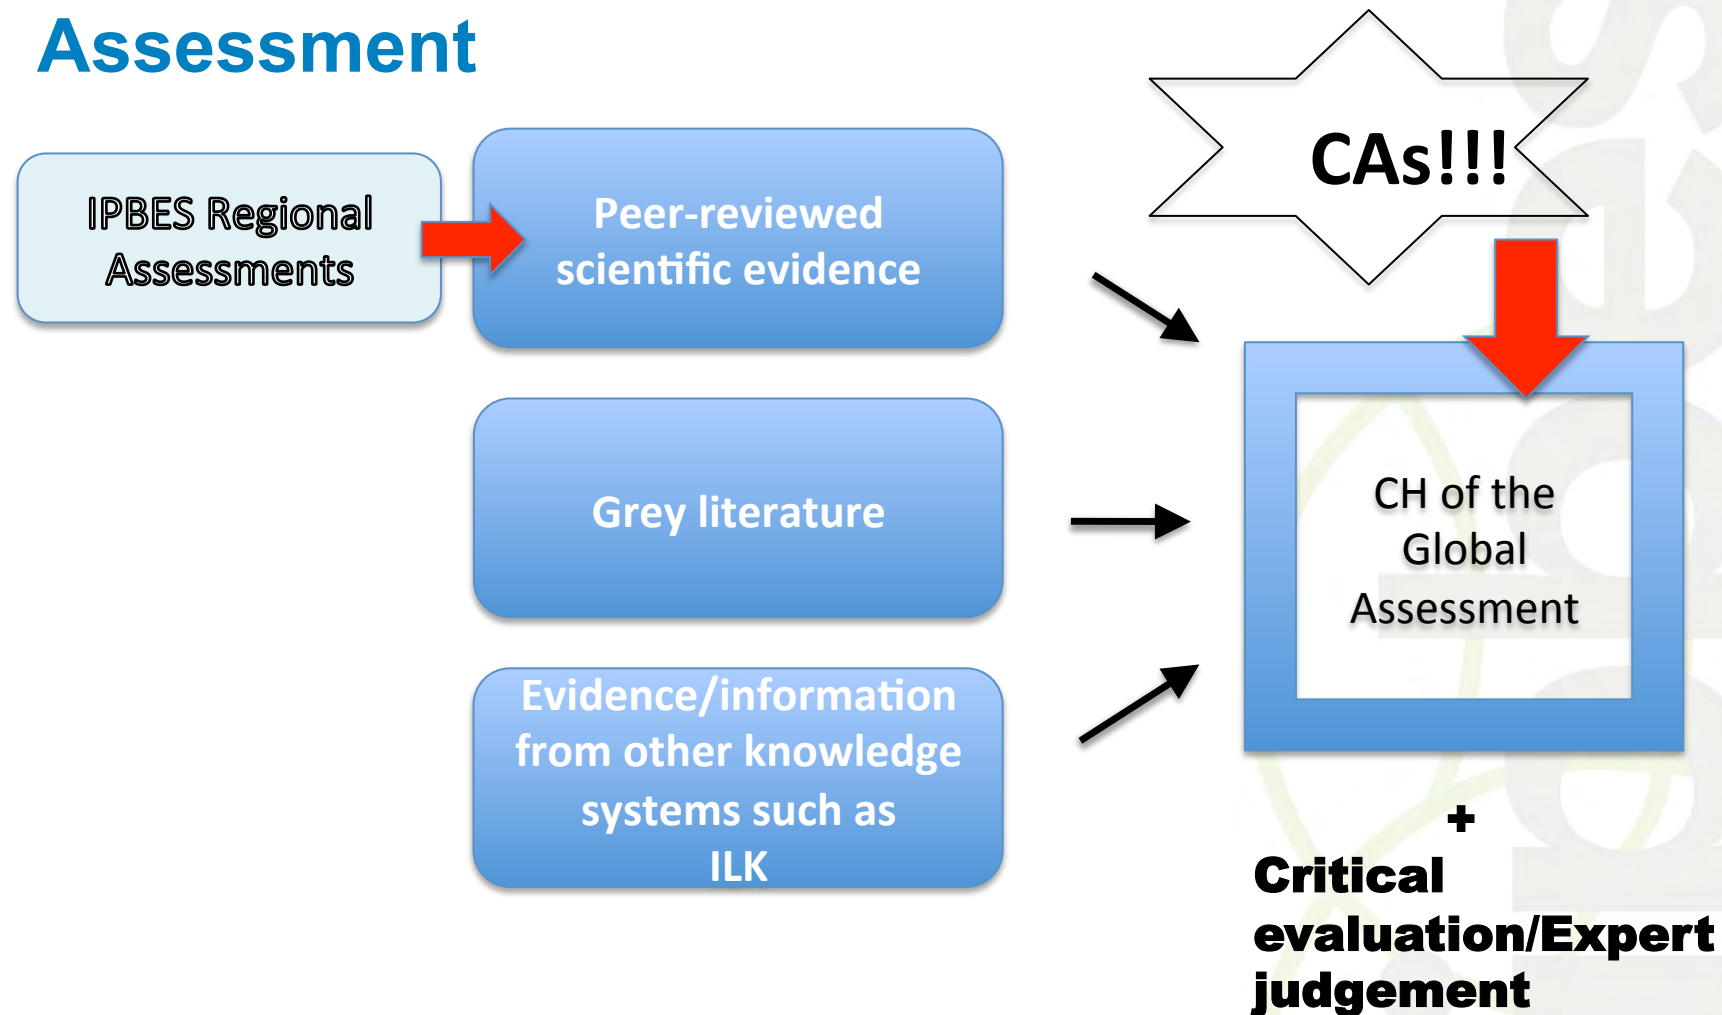 Assessment
IPBES Regional
Assessments
Peer-reviewed
scientific evidence
CAs!!!
Grey literature
Evidence/information
from other knowledge
systems such as
ILK
CH of the
Global
Assessment
+
Critical
evaluation/Expert
judgement